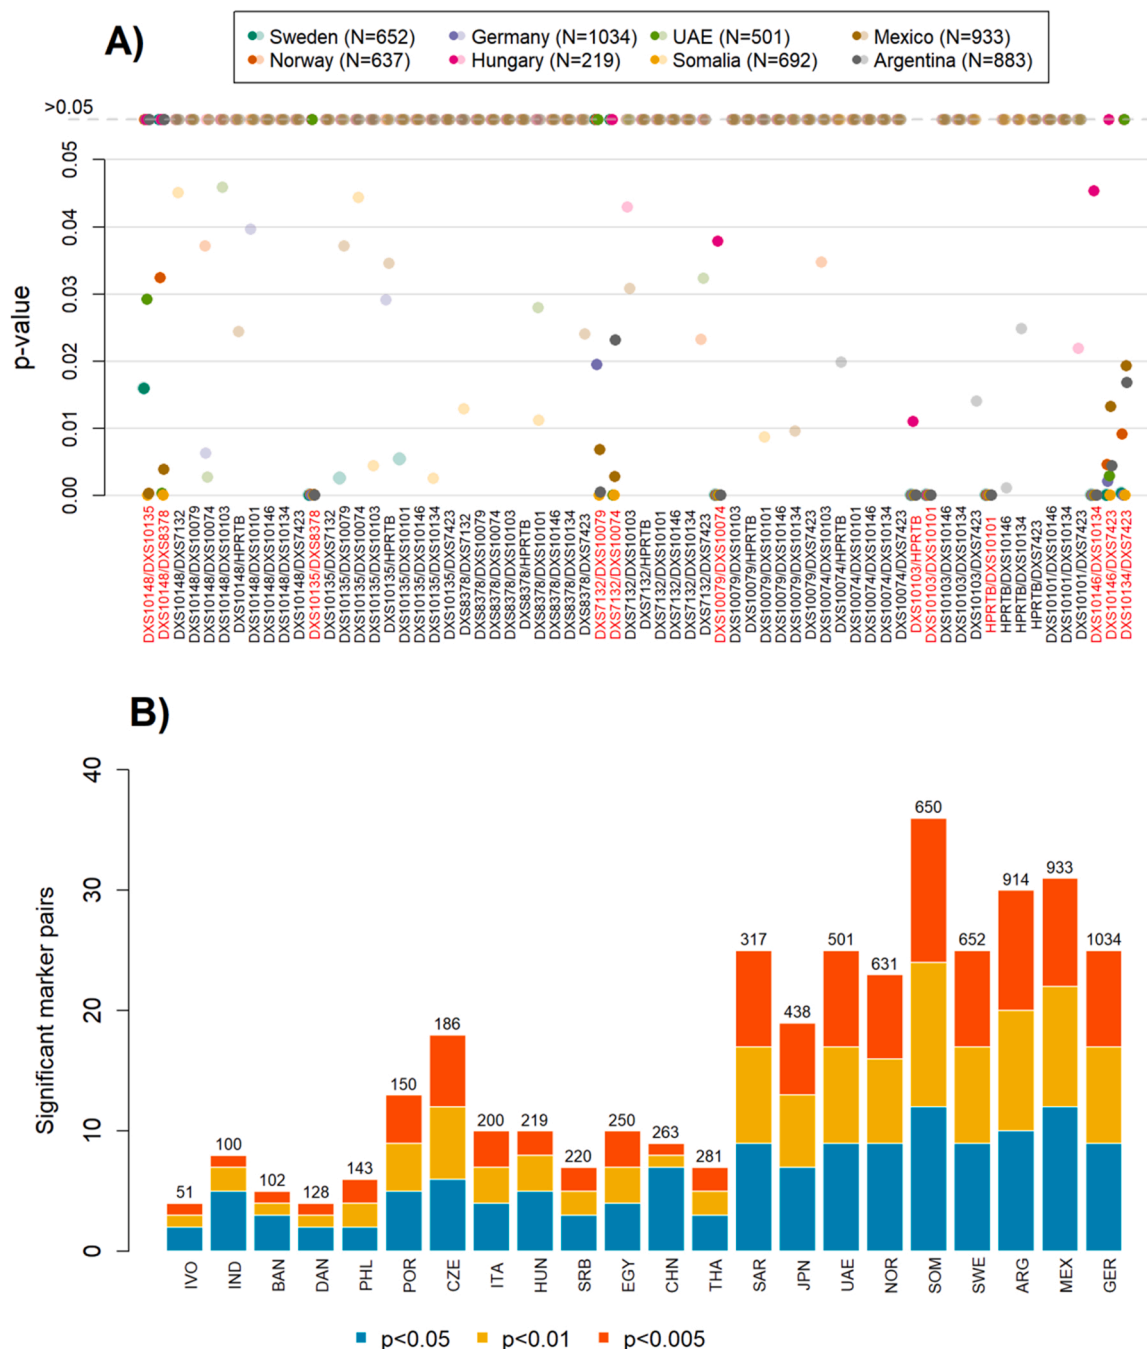 A)
Sweden (N=652) Germany (N=1034) UAE (N=501) Mexico (N=933)
Norway (N=637) Hungary (N=219) Somalia (N=692) Argentina (N=883)
>0.05
0.05
0.04
0.03
0.02
0.01
0.00
p-value
DXS10148/DXS10135
DXS10148/DXS8378
DXS10148/DXS7132
DXS10148/DXS10079
DXS10148/DXS10074
DXS10148/DXS10103
DXS10148/HPRTB
DXS10148/DXS10101
DXS10148/DXS10146
DXS10148/DXS10134
DXS10148/DXS7423
DXS10135/DXS8378
DXS10135/DXS7132
DXS10135/DXS10079
DXS10135/DXS10074
DXS10135/DXS10103
DXS10135/HPRTB
DXS10135/DXS10101
DXS10135/DXS10146
DXS10135/DXS10134
DXS10135/DXS7423
DXS8378/DXS7132
DXS8378/DXS10079
DXS8378/DXS10074
DXS8378/DXS10103
DXS8378/HPRTB
DXS8378/DXS10101
DXS8378/DXS10146
DXS8378/DXS10134
DXS8378/DXS7423
DXS7132/DXS10079
DXS7132/DXS10074
DXS7132/DXS10103
DXS7132/HPRTB
DXS7132/DXS10101
DXS7132/DXS10146
DXS7132/DXS10134
DXS7132/DXS7423
DXS10079/DXS10074
DXS10079/DXS10103
DXS10079/HPRTB
DXS10079/DXS10101
DXS10079/DXS10146
DXS10079/DXS10134
DXS10079/DXS7423
DXS10074/DXS10103
DXS10074/HPRTB
DXS10074/DXS10101
DXS10074/DXS10146
DXS10074/DXS10134
DXS10074/DXS7423
DXS10103/HPRTB
DXS10103/DXS10101
DXS10103/DXS10146
DXS10103/DXS10134
DXS10103/DXS7423
HPRTB/DXS10101
HPRTB/DXS10146
HPRTB/DXS10134
HPRTB/DXS7423
DXS10101/DXS10146
DXS10101/DXS10134
DXS10101/DXS7423
DXS10146/DXS10134
DXS10146/DXS7423
DXS10134/DXS7423
B)
40
30
20
10
0
Significant marker pairs
51 100 102 128 143 150 186 200 219 220 250 263 281 317 438 501 631 650 652 914 933 1034
IVO IND BAN DAN PHL POR CZE ITA HUN SRB EGY CHN THA SAR JPN UAE NOR SOM SWE ARG MEX GER
p<0.05 p<0.01 p<0.005